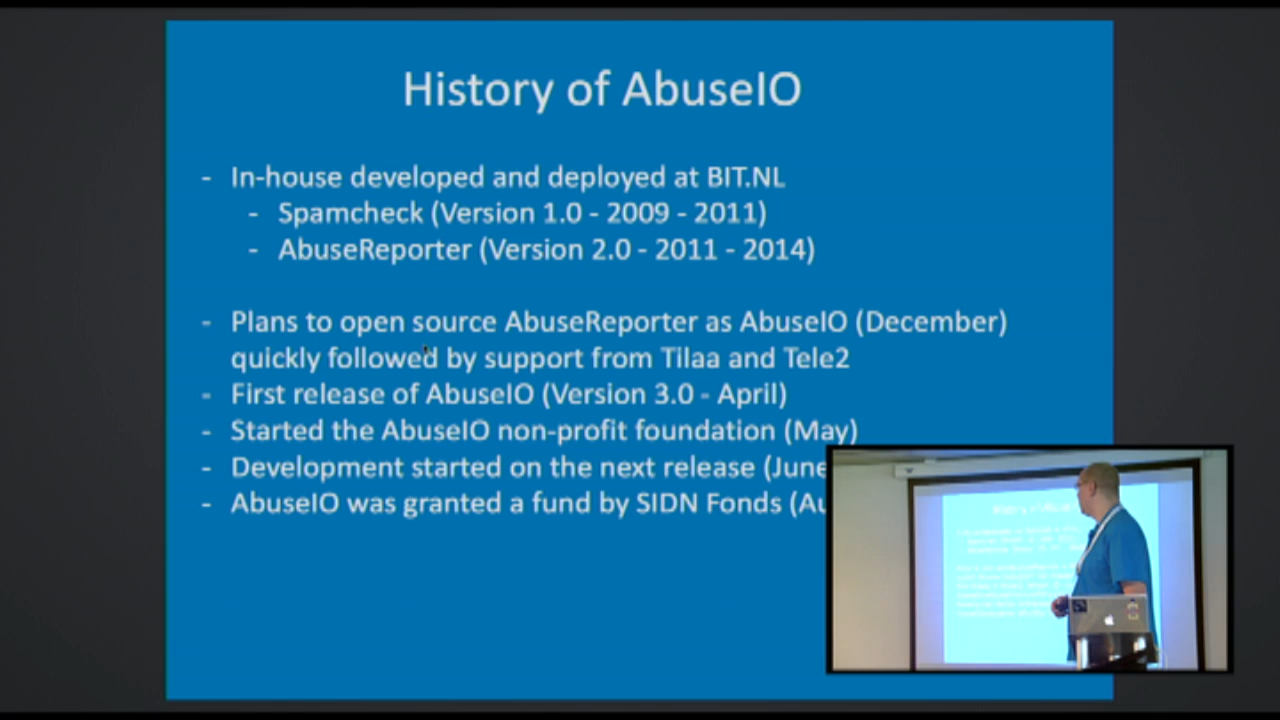 History of AbuseIO
- In-house developed and deployed at BIT.NL
- Spamcheck (Version 1.0 - 2009 - 2011)
- AbuseReporter (Version 2.0 - 2011 - 2014)
- Plans to open source AbuseReporter as AbuseIO (December)
quickly followed by support from Tilaa and Tele2
- First release of AbuseIO (Version 3.0 - April)
- Started the AbuseIO non-profit foundation (May)
- Development started on the next release (June
- AbuseIO was granted a fund by SIDN Fonds (Au